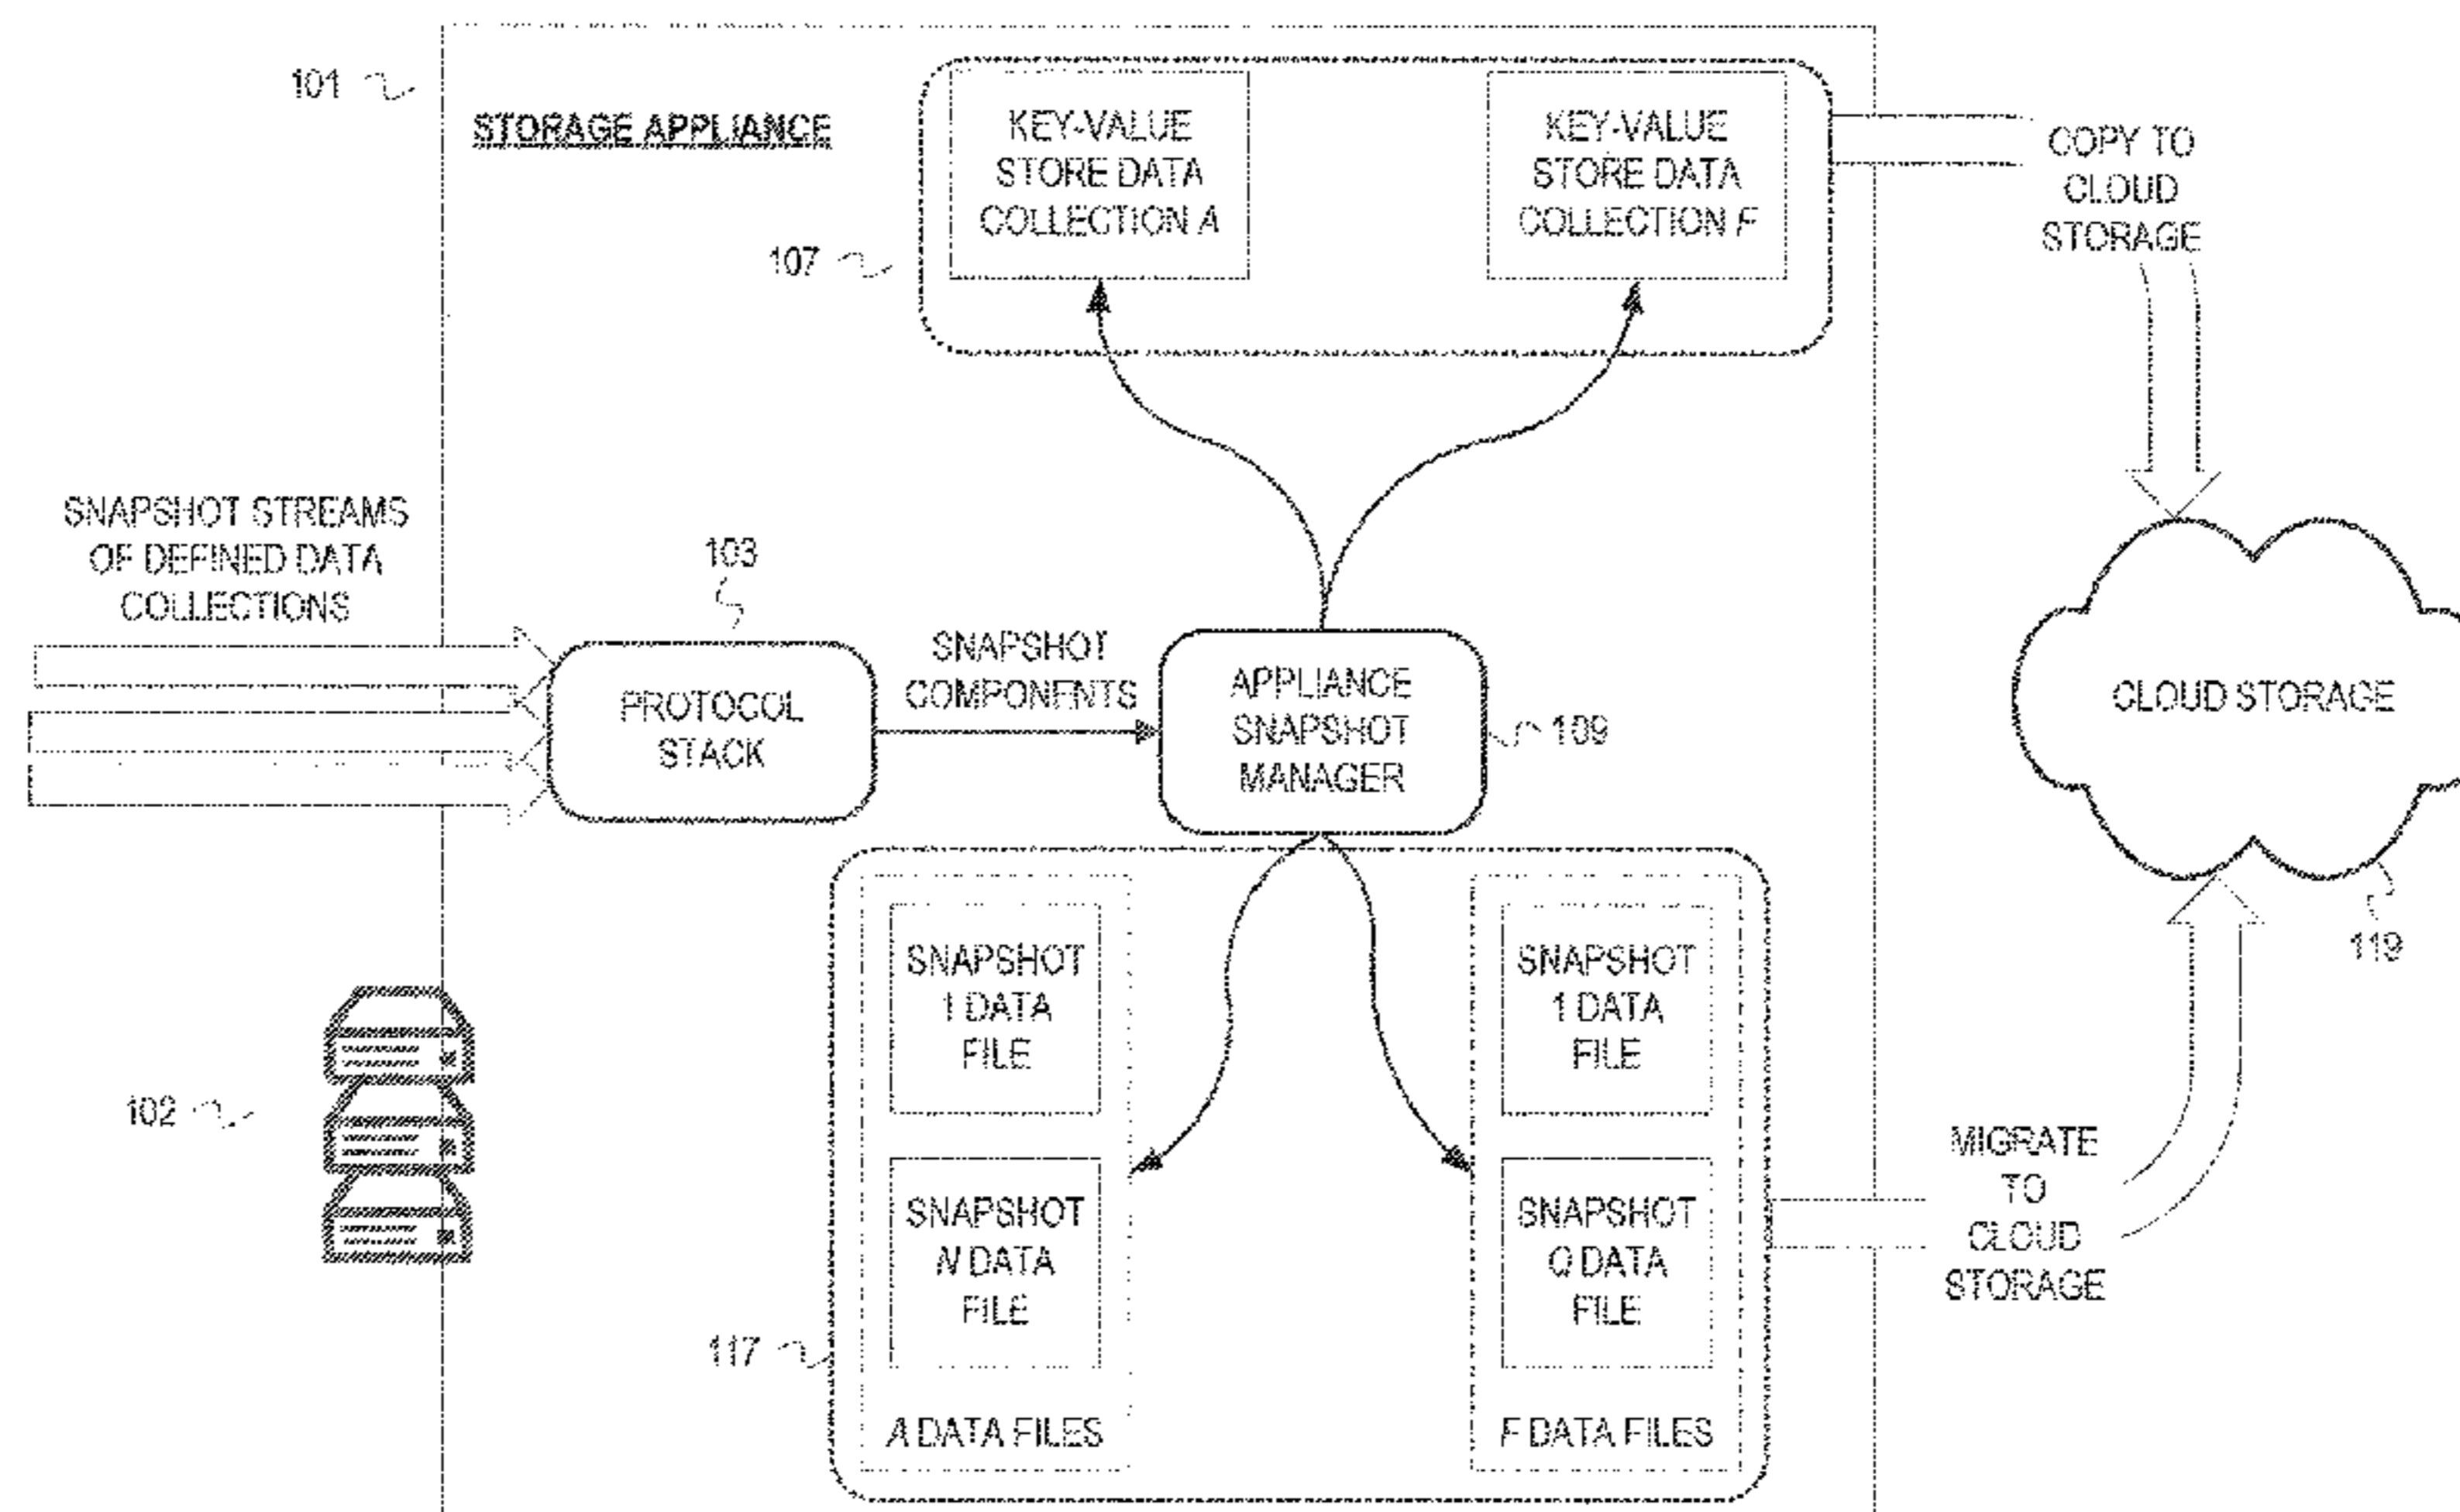 101
STORAGE APPLIANCE
KEY-VALUE
STORE DATA
COLLECTION A
KEY-VALUE
STORE DATA
COLLECTION F
107
COPY TO
CLOUD
STORAGE
SNAPSHOT STREAMS
OF DEFINED DATA
COLLECTIONS
103
PROTOCOL
STACK
SNAPSHOT
COMPONENTS
APPLIANCE
SNAPSHOT
MANAGER
109
CLOUD STORAGE
119
102
SNAPSHOT
1 DATA
FILE
SNAPSHOT
N DATA
FILE
A DATA FILES
SNAPSHOT
1 DATA
FILE
SNAPSHOT
Q DATA
FILE
F DATA FILES
117
MIGRATE
TO
CLOUD
STORAGE